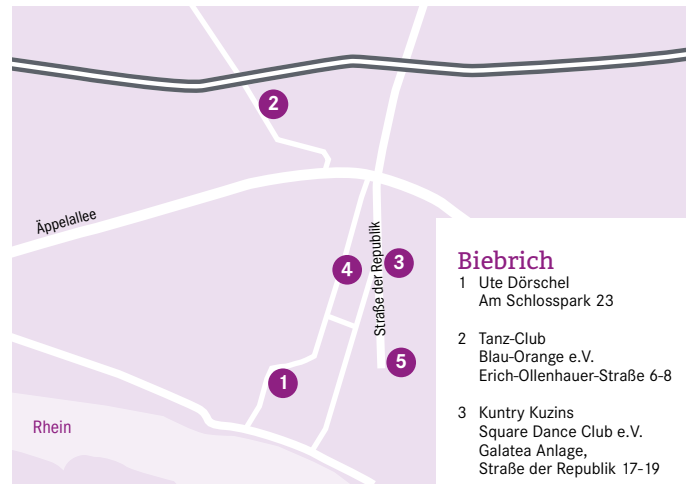 2
Äppelallee
Straße der Republik
4
3
5
1
Rhein
Biebrich
1 Ute Dörschel
Am Schlosspark 23
2 Tanz-Club
Blau-Orange e.V.
Erich-Ollenhauer-Straße 6-8
3 Kuntry Kuzins
Square Dance Club e.V.
Galatea Anlage,
Straße der Republik 17-19